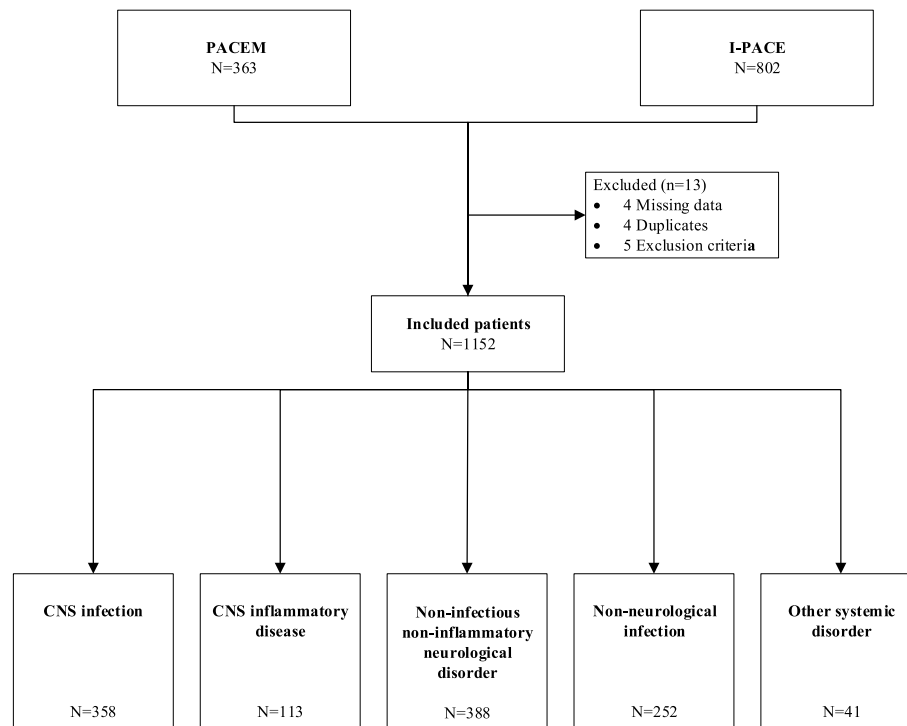 PACEM
N=363
I-PACE
N=802
Excluded (n=13)
• 4 Missing data
• 4 Duplicates
• 5 Exclusion criteria
Included patients
N=1152
CNS infection
N=358
CNS inflammatory
disease
N=113
Non-infectious
non-inflammatory
neurological
disorder
N=388
Non-neurological
infection
N=252
Other systemic
disorder
N=41